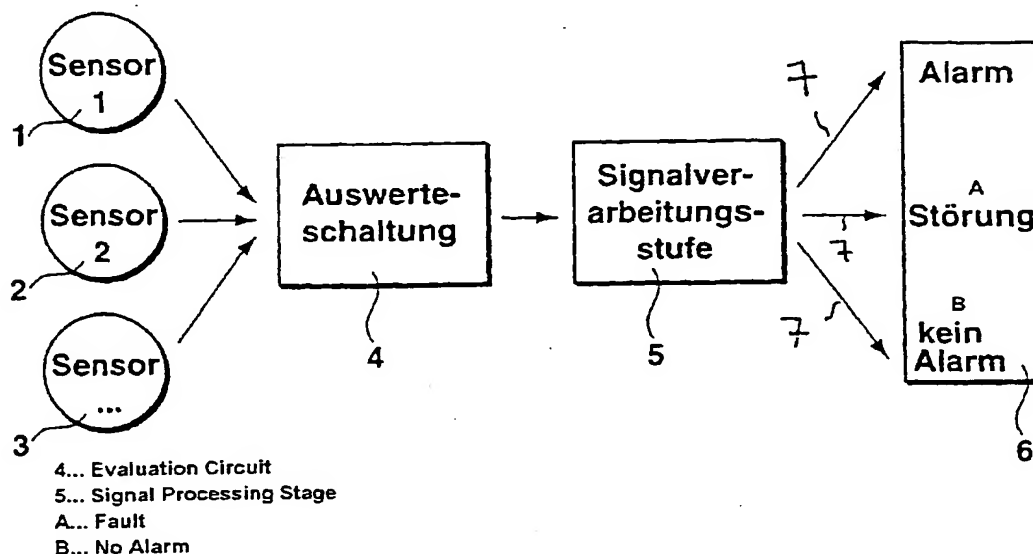 Sensor
1
1
Sensor
2
2
Sensor
...
3
Auswerte-
schaltung
4
Signalver-
arbeitungs-
stufe
5
7
7
7
Alarm
A
Störung
B
kein
Alarm
6
4... Evaluation Circuit
5... Signal Processing Stage
A... Fault
B... No Alarm